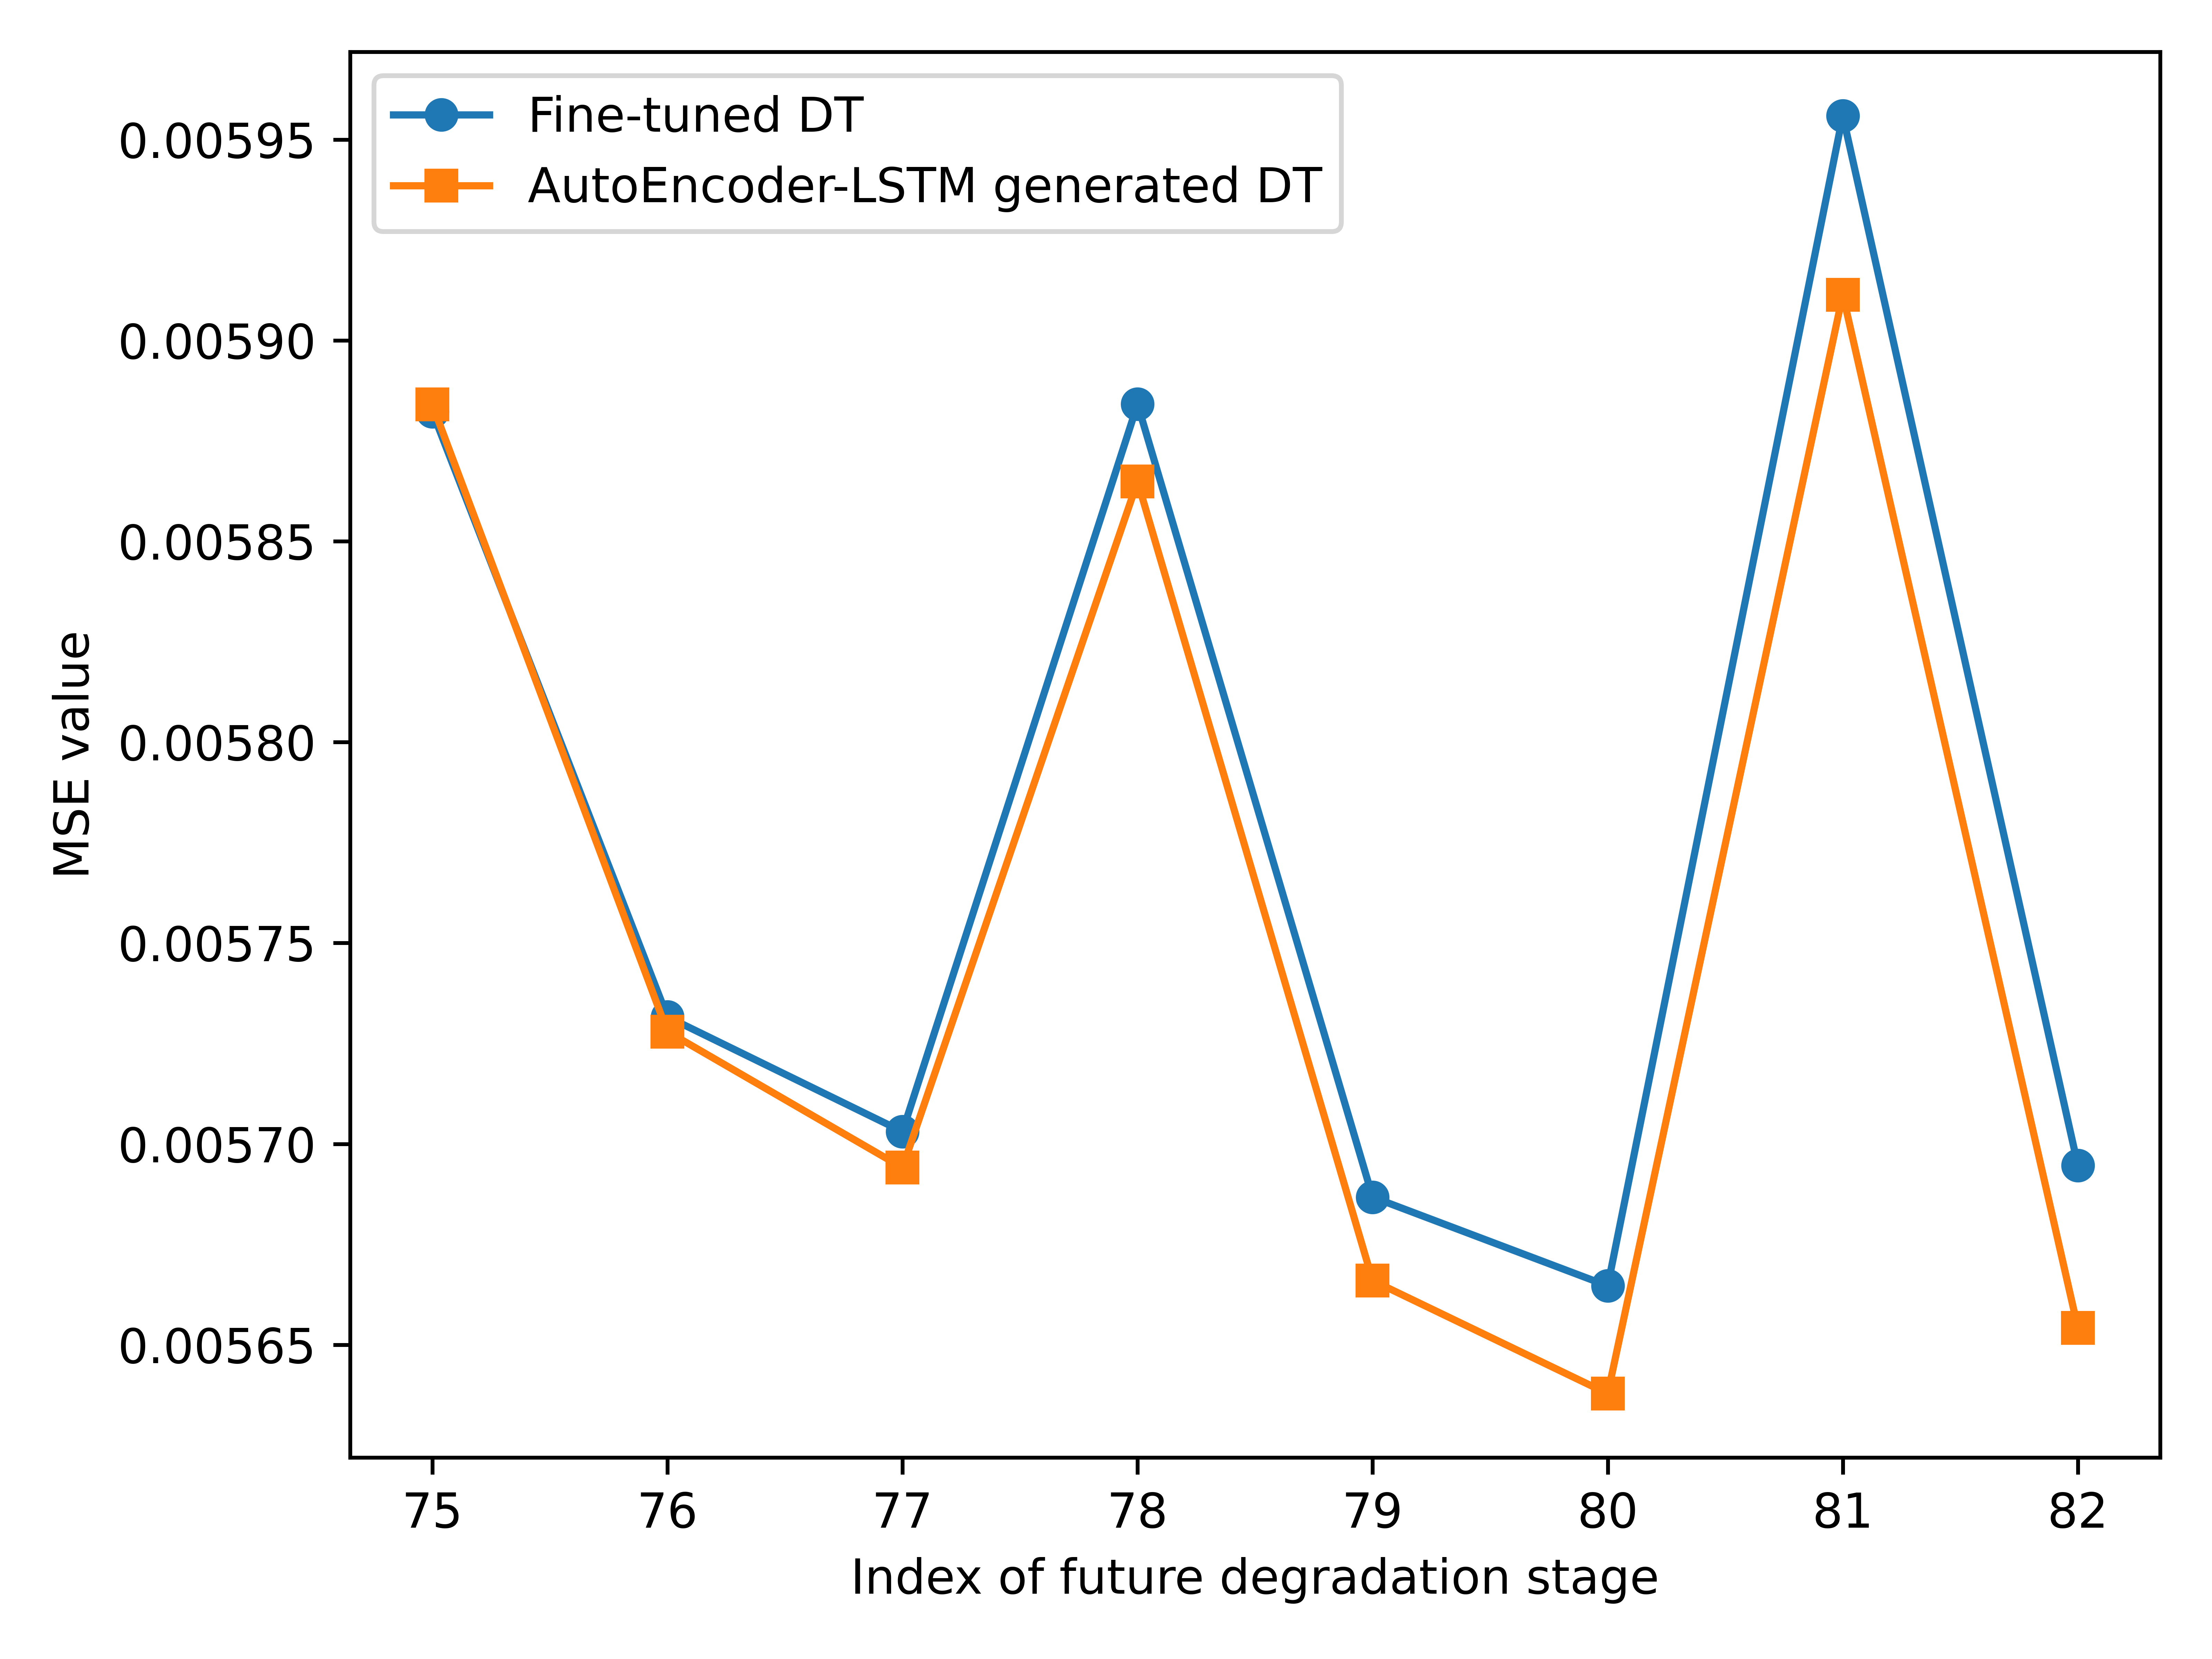 Fine-tuned DT
AutoEncoder-LSTM generated DT
0.00595
0.00590
0.00585
0.00580
0.00575
0.00570
0.00565
MSE value
75 76 77 78 79 80 81 82
Index of future degradation stage